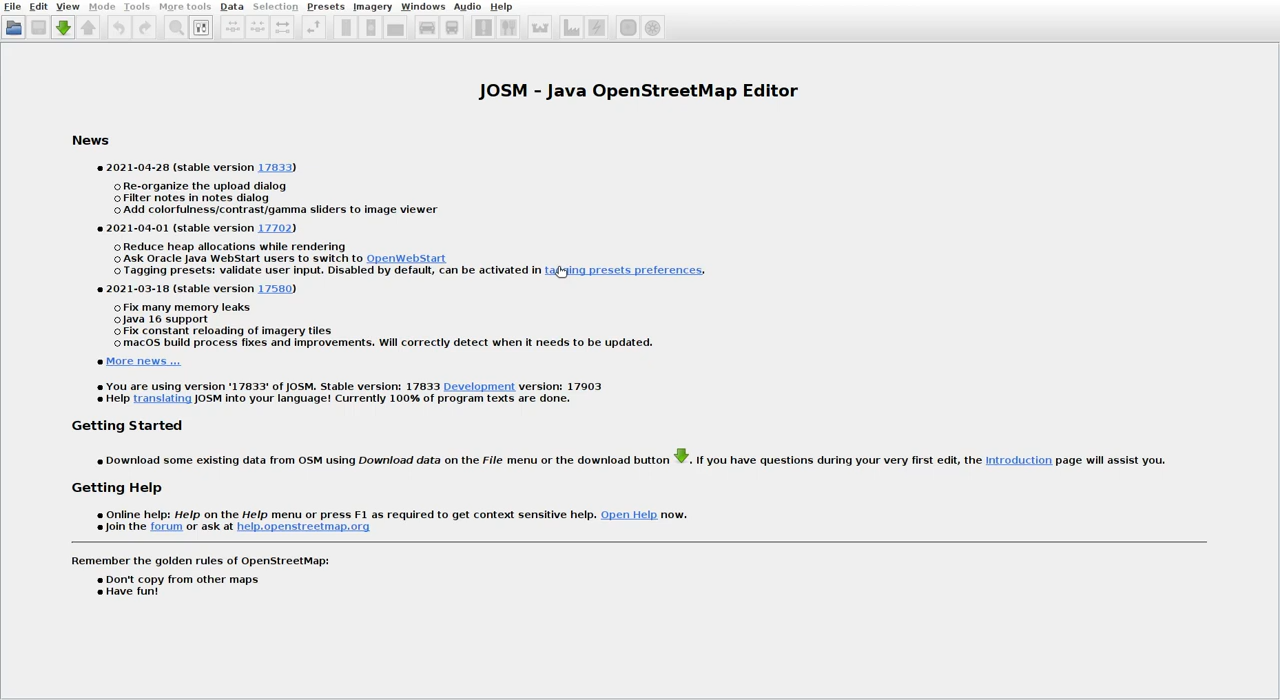 File Edit View Mode Tools More tools Data Selection Presets Imagery Windows Audio Help
JOSM – Java OpenStreetMap Editor
News
2021-04-28 (stable version 17833)
Re-organize the upload dialog
Filter notes in notes dialog
Add colorfulness/contrast/gamma sliders to image viewer
2021-04-01 (stable version 17702)
Reduce heap allocations while rendering
Ask Oracle Java WebStart users to switch to OpenWebStart
Tagging presets: validate user input. Disabled by default, can be activated in tagging presets preferences.
2021-03-18 (stable version 17580)
Fix many memory leaks
Java 16 support
Fix constant reloading of imagery tiles
macOS build process fixes and improvements. Will correctly detect when it needs to be updated.
More news ...
You are using version '17833' of JOSM. Stable version: 17833 Development version: 17903
Help translating JOSM into your language! Currently 100% of program texts are done.
Getting Started
Download some existing data from OSM using Download data on the File menu or the download button . If you have questions during your very first edit, the Introduction page will assist you.
Getting Help
Online help: Help on the Help menu or press F1 as required to get context sensitive help. Open Help now.
Join the forum or ask at help.openstreetmap.org
Remember the golden rules of OpenStreetMap:
Don't copy from other maps
Have fun!